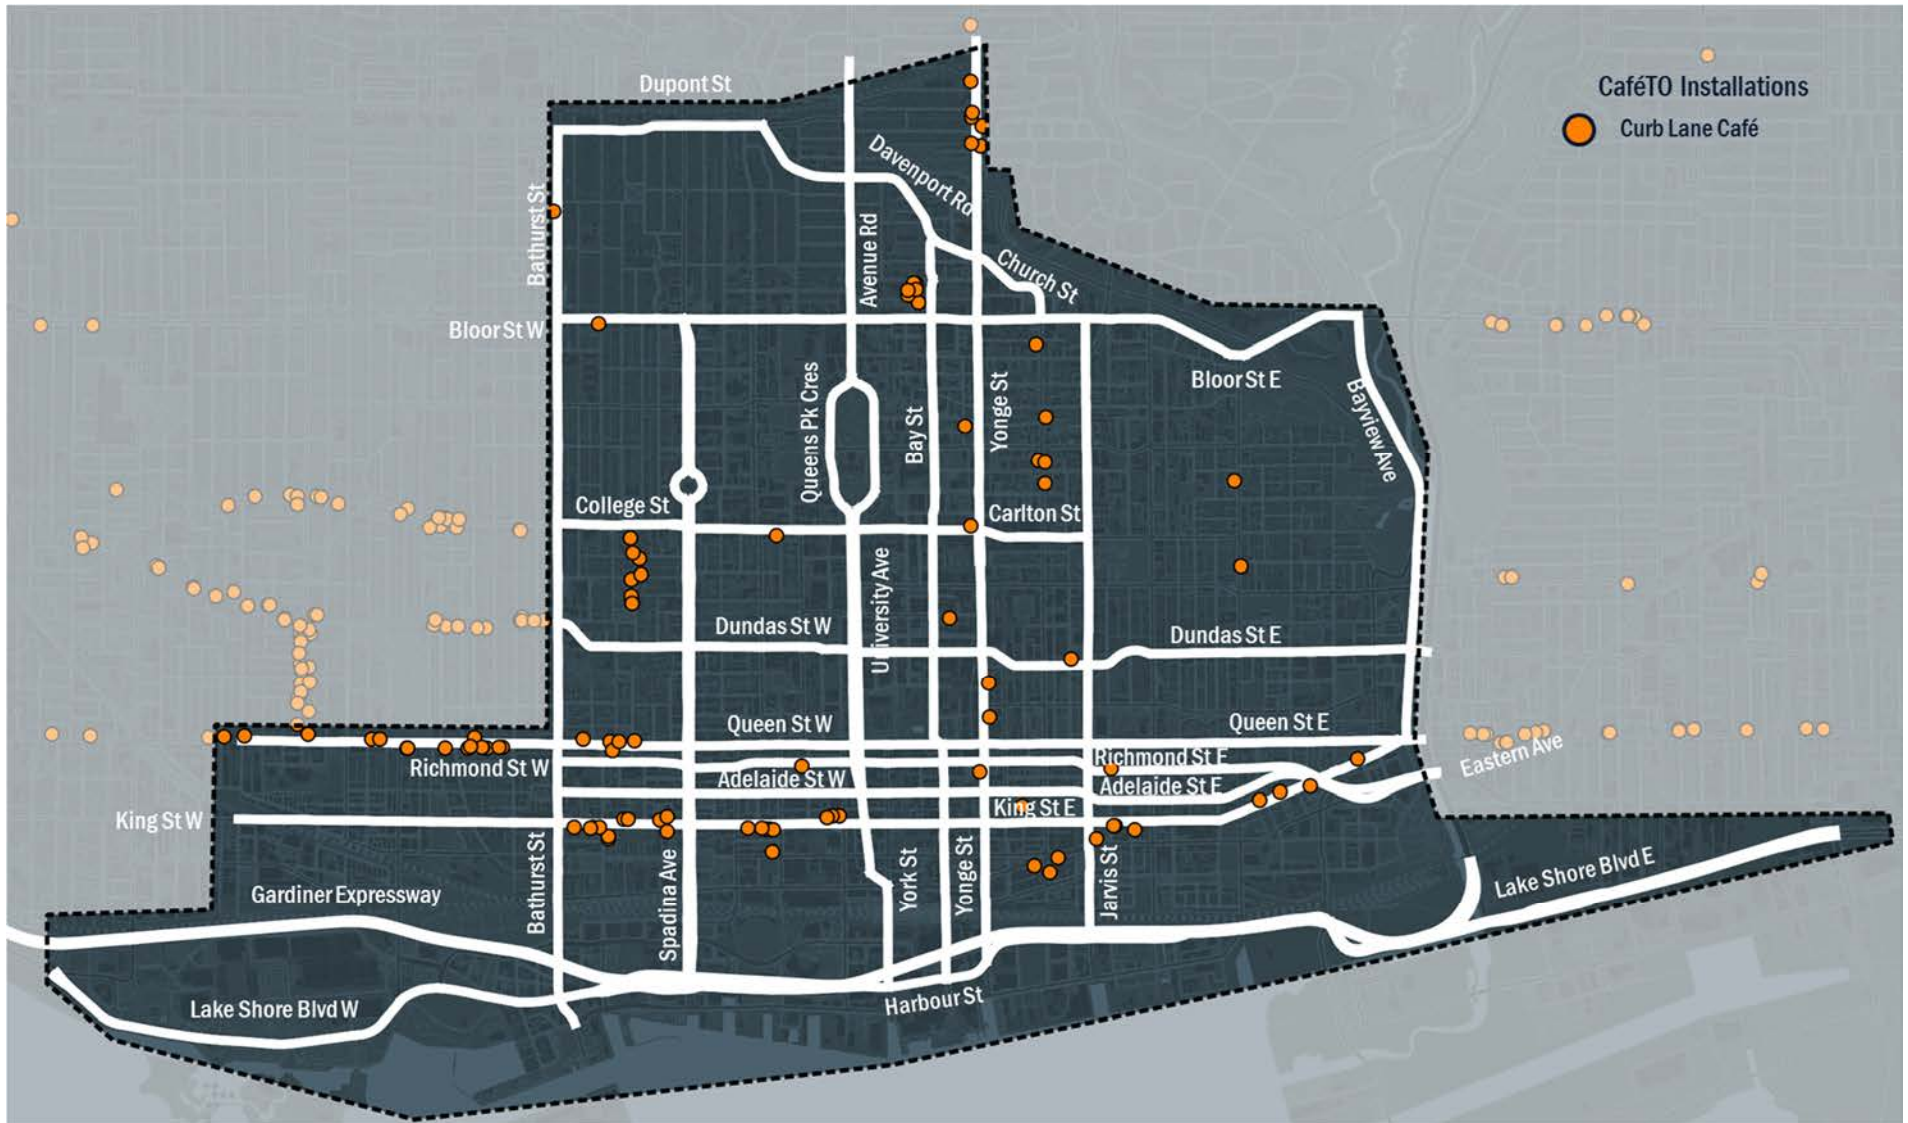 CaféTO Installations
Curb Lane Café
Dupont St
Davenport Rd
Bathurst St
Avenue Rd
Church St
Bloor St W
Bloor St E
Queens Pk Cres
Bay St
Yonge St
Bayview Ave
College St
Carlton St
University Ave
Dundas St W
Dundas St E
Queen St W
Queen St E
Richmond St W
Richmond St E
Eastern Ave
Adelaide St W
Adelaide St E
King St W
King St E
Bathurst St
Spadina Ave
York St
Yonge St
Jarvis St
Gardiner Expressway
Lake Shore Blvd E
Lake Shore Blvd W
Harbour St